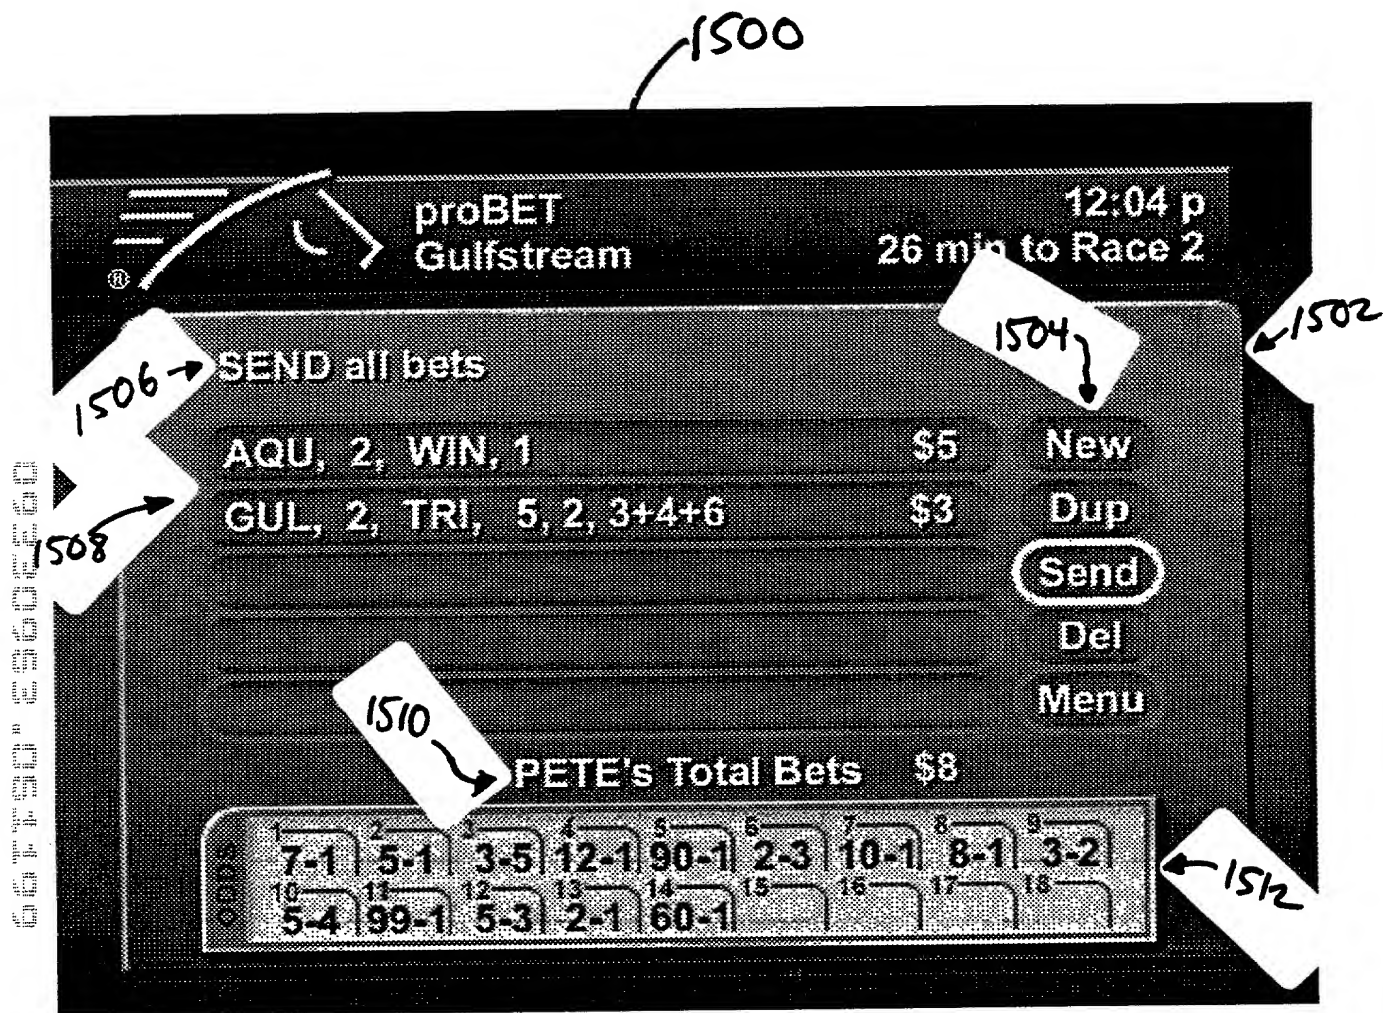 1500
proBET
Gulfstream
12:04 p
26 min to Race 2
®
1502
1504
1506
SEND all bets
AQU, 2, WIN, 1 $5
New
1508
GUL, 2, TRI, 5, 2, 3+4+6 $3
Dup
Send
Del
Menu
1510
PETE's Total Bets $8
ODDS
1 2 3 4 5 6 7 8 9
7-1 5-1 3-5 12-1 90-1 2-3 10-1 8-1 3-2
10 11 12 13 14 15 16 17 18
5-4 99-1 5-3 2-1 60-1
1512